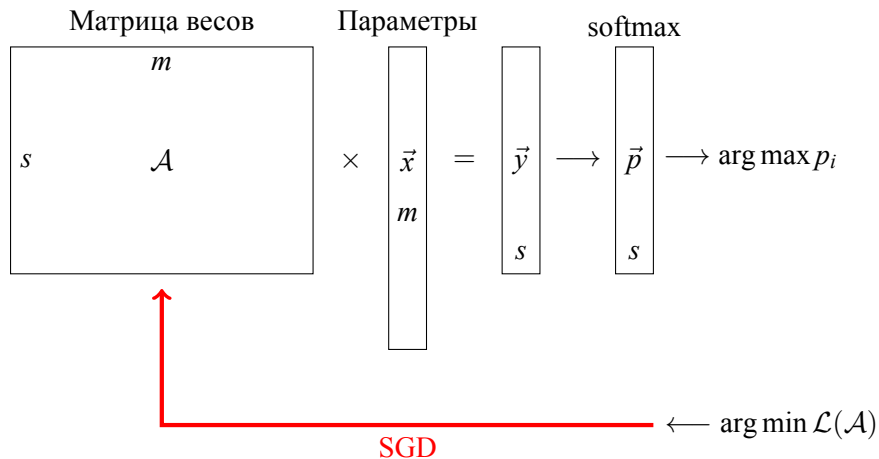 Матрица весов Параметры softmax
m
s 𝒜 × x⃗ = y⃗ ⟶ p⃗ ⟶ arg max pᵢ
m
s s
⟵ arg min ℒ(𝒜)
SGD